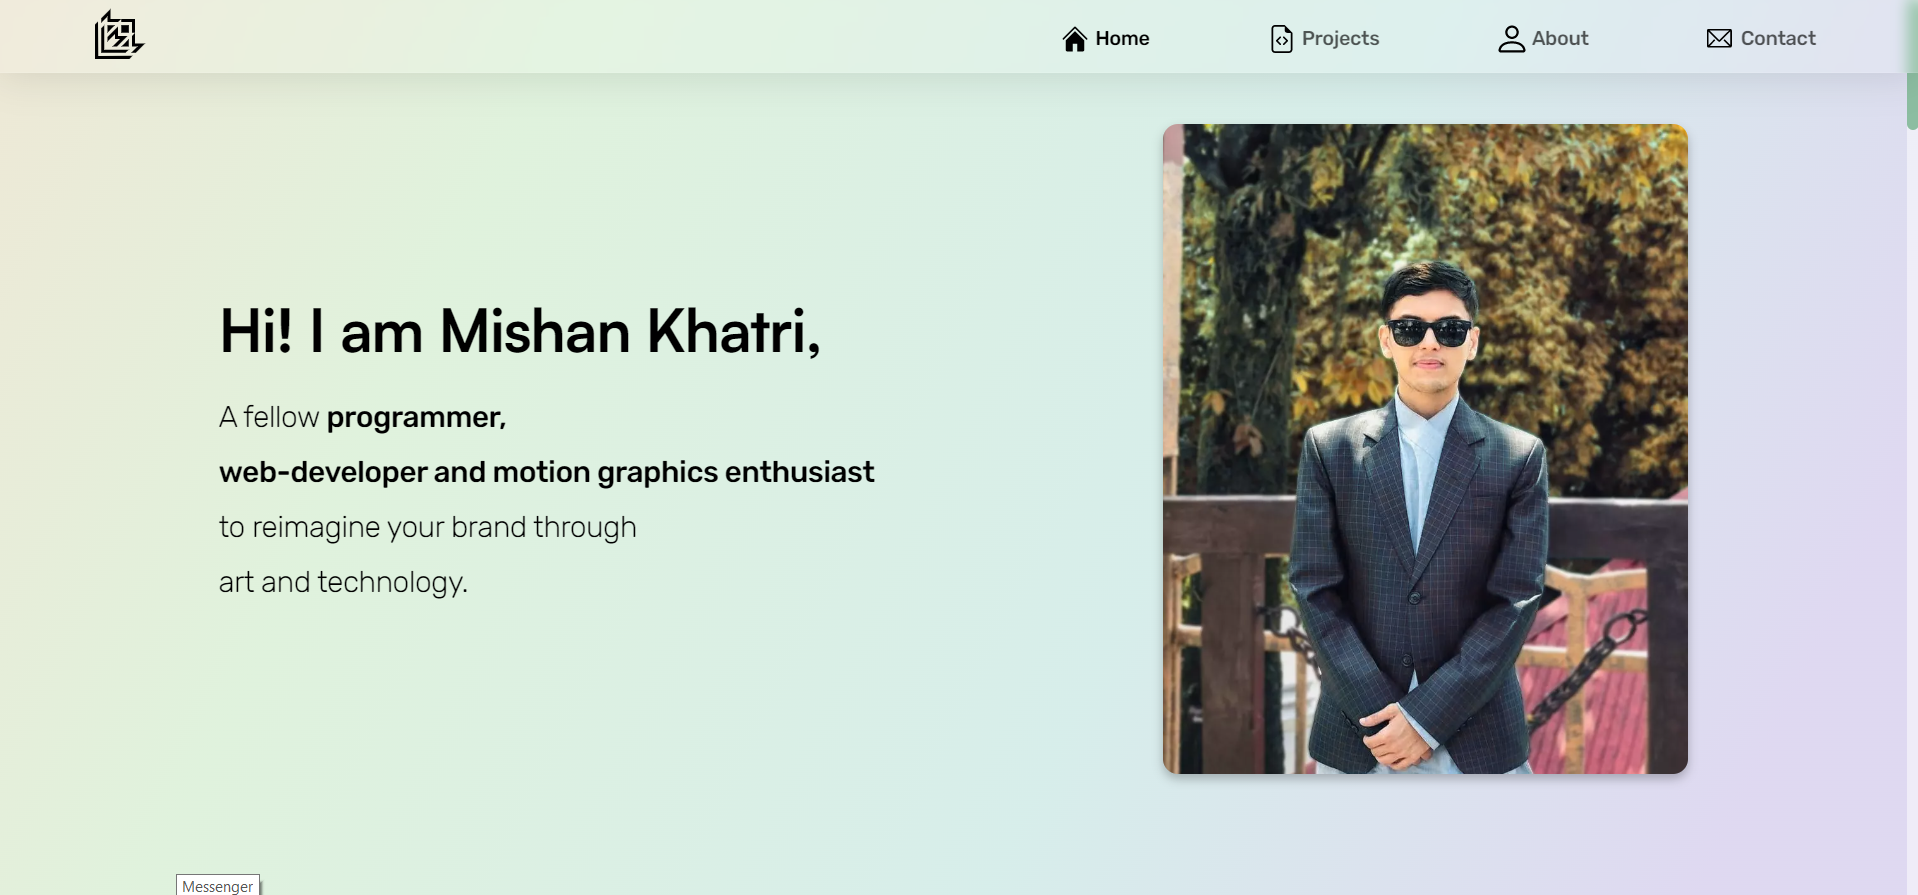 Home
Projects
About
Contact
Hi! I am Mishan Khatri,
A fellow programmer,
web-developer and motion graphics enthusiast
to reimagine your brand through
art and technology.
Messenger